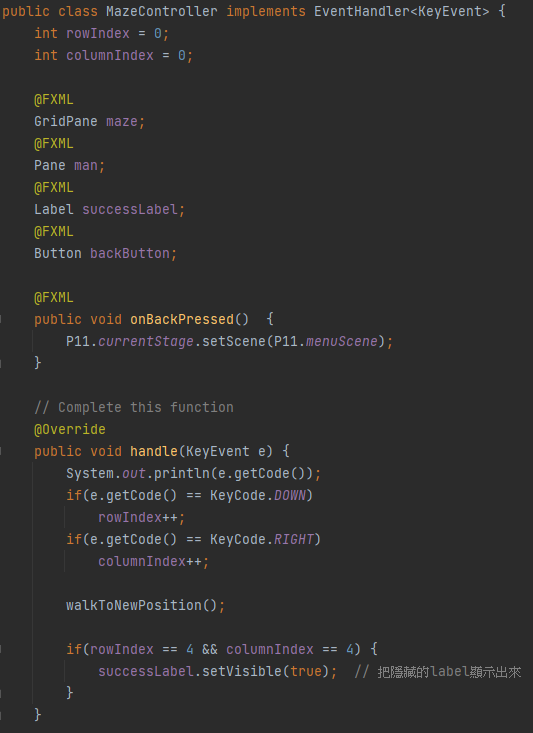 public class MazeController implements EventHandler<KeyEvent> {
int rowIndex = 0;
int columnIndex = 0;
@FXML
GridPane maze;
@FXML
Pane man;
@FXML
Label successLabel;
@FXML
Button backButton;
@FXML
public void onBackPressed()  {
P11.currentStage.setScene(P11.menuScene);
}
// Complete this function
@Override
public void handle(KeyEvent e) {
System.out.println(e.getCode());
if(e.getCode() == KeyCode.DOWN)
rowIndex++;
if(e.getCode() == KeyCode.RIGHT)
columnIndex++;
walkToNewPosition();
if(rowIndex == 4 && columnIndex == 4) {
successLabel.setVisible(true);  // 把隱藏的label顯示出來
}
}